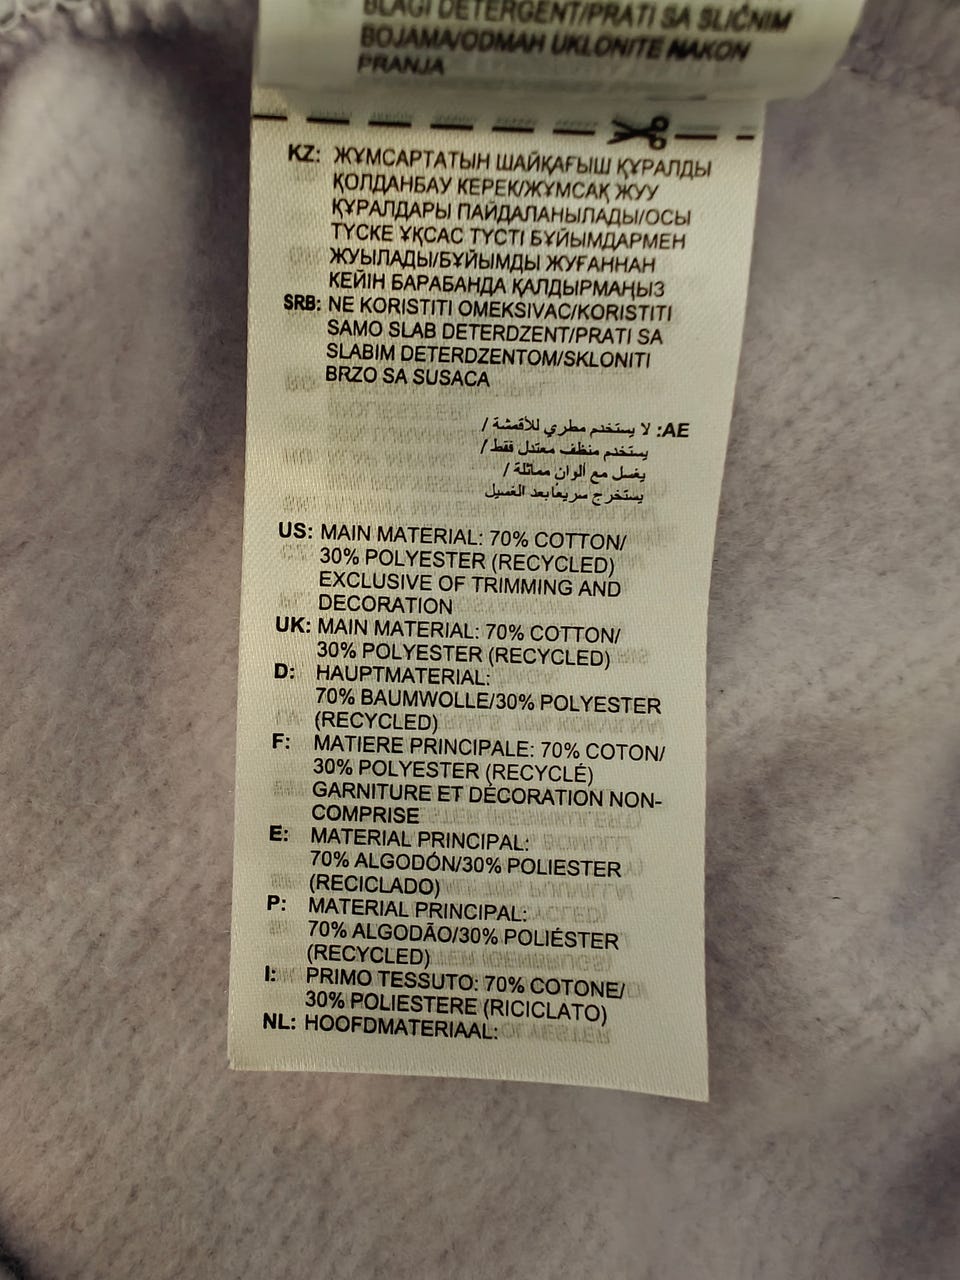 BLAGI DETERGENT/PRATI SA SLIČNIM
BOJAMA/ODMAH UKLONITE NAKON
PRANJA
KZ: ЖҰМСАРТАТЫН ШАЙҚАҒЫШ ҚҰРАЛДЫ
ҚОЛДАНБАУ КЕРЕК/ЖҰМСАҚ ЖУУ
ҚҰРАЛДАРЫ ПАЙДАЛАНЫЛАДЫ/ОСЫ
ТҮСКЕ ҰҚСАС ТҮСТІ БҰЙЫМДАРМЕН
ЖУЫЛАДЫ/БҰЙЫМДЫ ЖУҒАННАН
КЕЙІН БАРАБАНДА ҚАЛДЫРМАҢЫЗ
SRB: NE KORISTITI OMEKSIVAC/KORISTITI
SAMO SLAB DETERDZENT/PRATI SA
SLABIM DETERDZENTOM/SKLONITI
BRZO SA SUSACA
AE: لا يستخدم مطري للأقمشة /
يستخدم منظف معتدل فقط /
يغسل مع ألوان مماثلة /
يستخرج سريعًا بعد الغسيل
US: MAIN MATERIAL: 70% COTTON/
30% POLYESTER (RECYCLED)
EXCLUSIVE OF TRIMMING AND
DECORATION
UK: MAIN MATERIAL: 70% COTTON/
30% POLYESTER (RECYCLED)
D: HAUPTMATERIAL:
70% BAUMWOLLE/30% POLYESTER
(RECYCLED)
F: MATIERE PRINCIPALE: 70% COTON/
30% POLYESTER (RECYCLÉ)
GARNITURE ET DÉCORATION NON-
COMPRISE
E: MATERIAL PRINCIPAL:
70% ALGODÓN/30% POLIESTER
(RECICLADO)
P: MATERIAL PRINCIPAL:
70% ALGODÃO/30% POLIÉSTER
(RECYCLED)
I: PRIMO TESSUTO: 70% COTONE/
30% POLIESTERE (RICICLATO)
NL: HOOFDMATERIAAL: